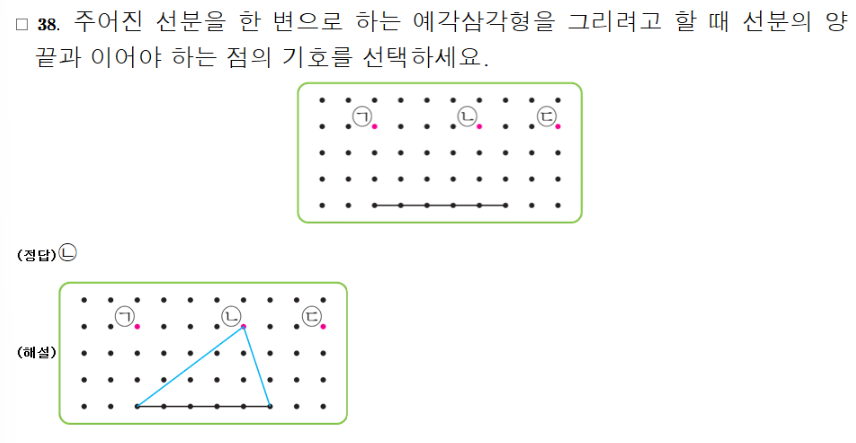 □ 38. 주어진 선분을 한 변으로 하는 예각삼각형을 그리려고 할 때 선분의 양
끝과 이어야 하는 점의 기호를 선택하세요.
㉠ ㉡ ㉢
(정답)㉡
㉠ ㉡ ㉢
(해설)